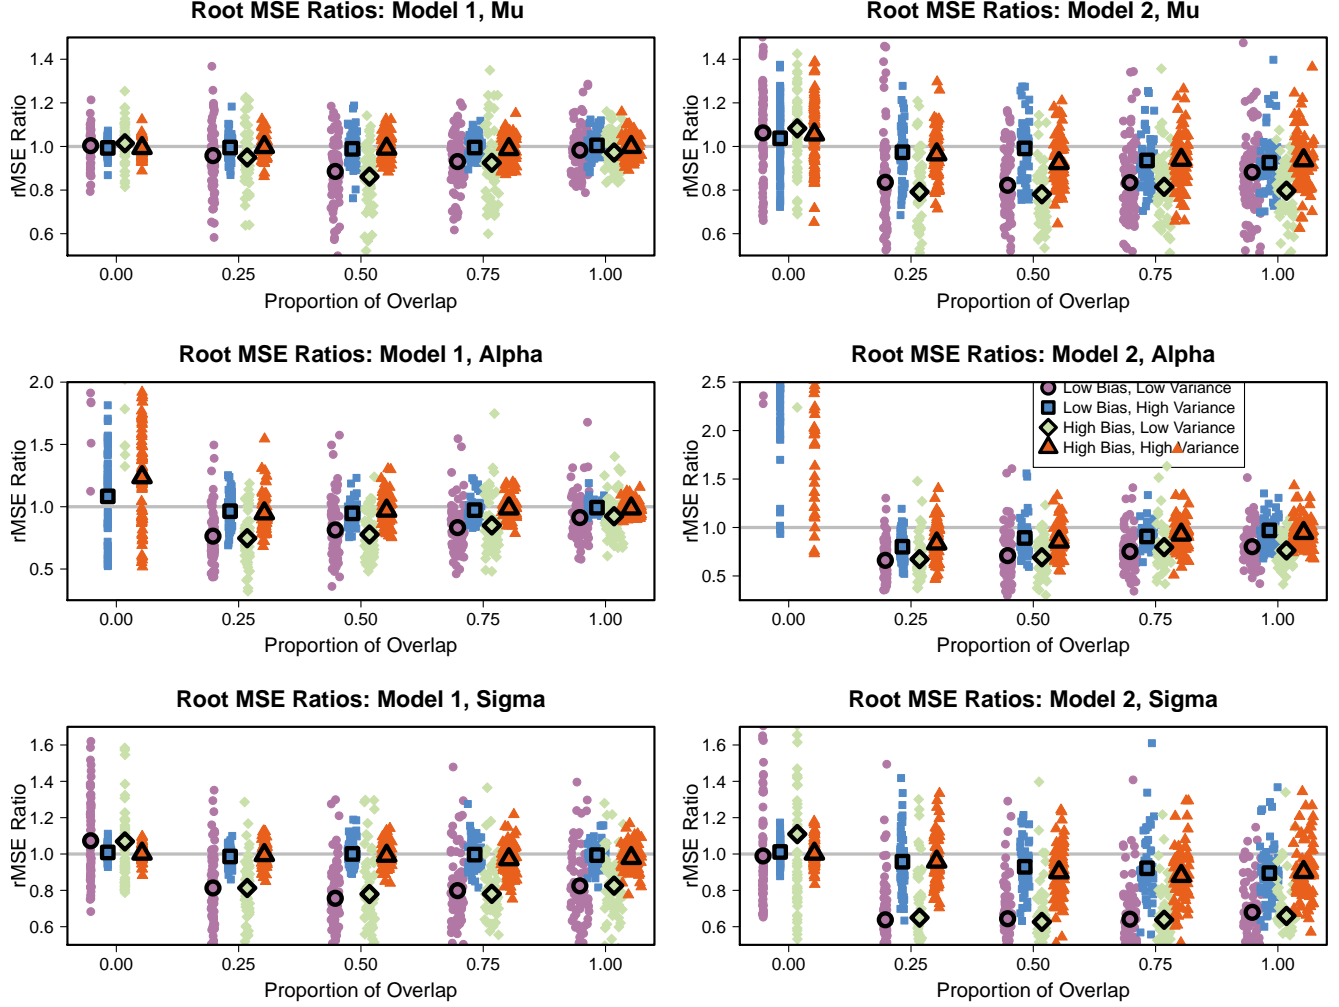 Root MSE Ratios: Model 1, Mu
rMSE Ratio
1.4
1.2
1.0
0.8
0.6
0.00 0.25 0.50 0.75 1.00
Proportion of Overlap
Root MSE Ratios: Model 2, Mu
rMSE Ratio
1.4
1.2
1.0
0.8
0.6
0.00 0.25 0.50 0.75 1.00
Proportion of Overlap
Root MSE Ratios: Model 1, Alpha
rMSE Ratio
2.0
1.5
1.0
0.5
0.00 0.25 0.50 0.75 1.00
Proportion of Overlap
Root MSE Ratios: Model 2, Alpha
rMSE Ratio
2.5
2.0
1.5
1.0
0.5
Low Bias, Low Variance
Low Bias, High Variance
High Bias, Low Variance
High Bias, High Variance
0.00 0.25 0.50 0.75 1.00
Proportion of Overlap
Root MSE Ratios: Model 1, Sigma
rMSE Ratio
1.6
1.4
1.2
1.0
0.8
0.6
0.00 0.25 0.50 0.75 1.00
Proportion of Overlap
Root MSE Ratios: Model 2, Sigma
rMSE Ratio
1.6
1.4
1.2
1.0
0.8
0.6
0.00 0.25 0.50 0.75 1.00
Proportion of Overlap